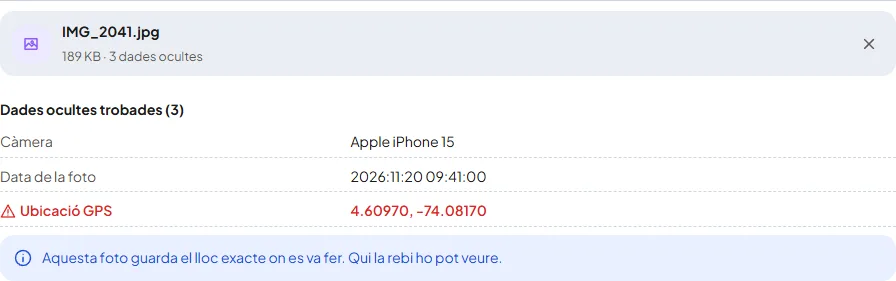 IMG_2041.jpg
189 KB · 3 dades ocultes
Dades ocultes trobades (3)
Càmera Apple iPhone 15
Data de la foto 2026:11:20 09:41:00
Ubicació GPS 4.60970, -74.08170
Aquesta foto guarda el lloc exacte on es va fer. Qui la rebi ho pot veure.